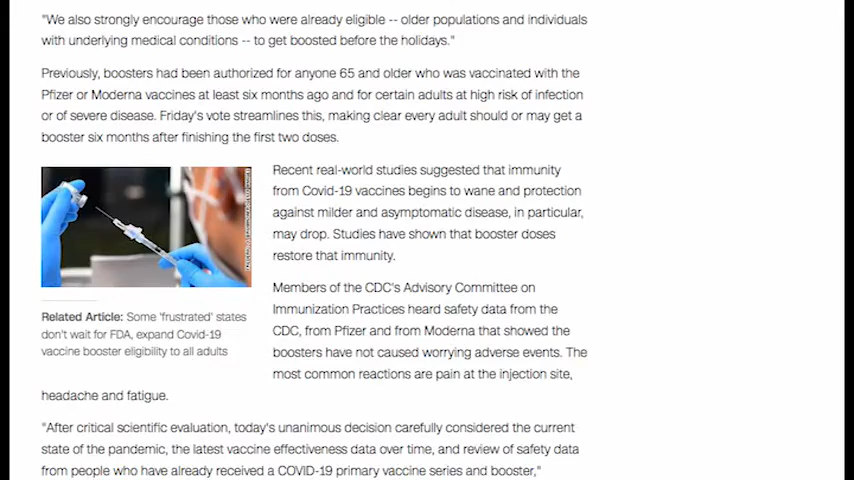 "We also strongly encourage those who were already eligible -- older populations and individuals
with underlying medical conditions -- to get boosted before the holidays."
Previously, boosters had been authorized for anyone 65 and older who was vaccinated with the
Pfizer or Moderna vaccines at least six months ago and for certain adults at high risk of infection
or of severe disease. Friday's vote streamlines this, making clear every adult should or may get a
booster six months after finishing the first two doses.
Recent real-world studies suggested that immunity
from Covid-19 vaccines begins to wane and protection
against milder and asymptomatic disease, in particular,
may drop. Studies have shown that booster doses
restore that immunity.
Members of the CDC's Advisory Committee on
Immunization Practices heard safety data from the
CDC, from Pfizer and from Moderna that showed the
boosters have not caused worrying adverse events. The
most common reactions are pain at the injection site,
headache and fatigue.
Related Article: Some 'frustrated' states
don't wait for FDA, expand Covid-19
vaccine booster eligibility to all adults
"After critical scientific evaluation, today's unanimous decision carefully considered the current
state of the pandemic, the latest vaccine effectiveness data over time, and review of safety data
from people who have already received a COVID-19 primary vaccine series and booster,"